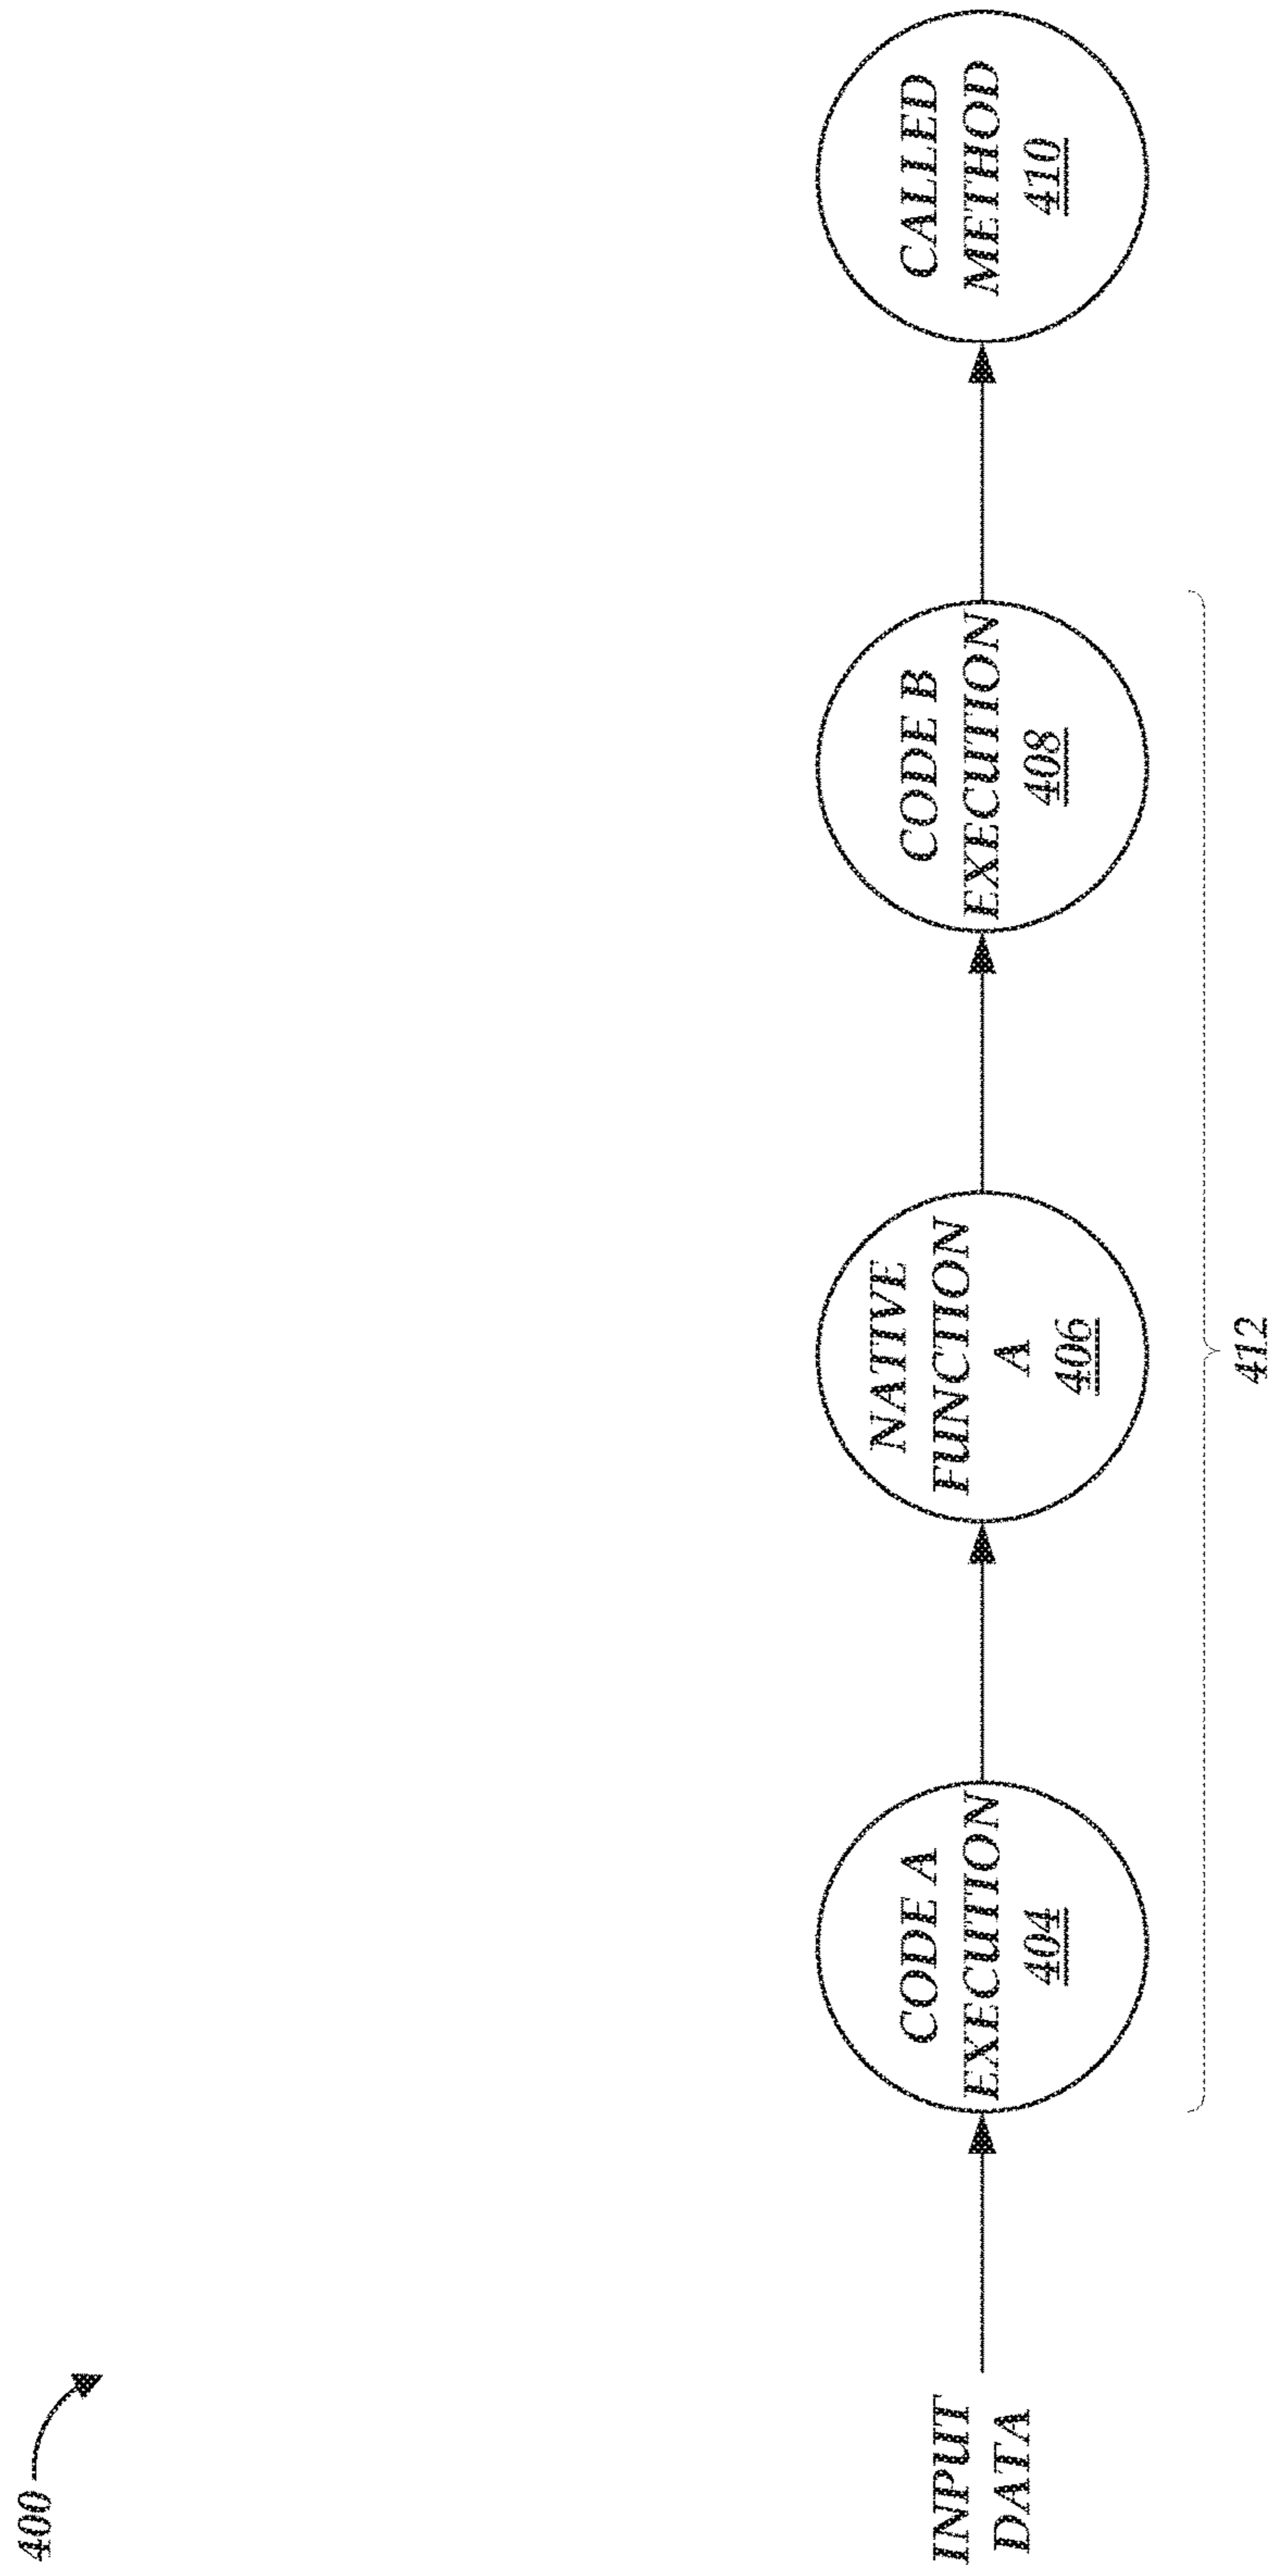 400
INPUT
DATA
CODE A
EXECUTION
404
NATIVE
FUNCTION
A
406
CODE B
EXECUTION
408
CALLED
METHOD
410
412